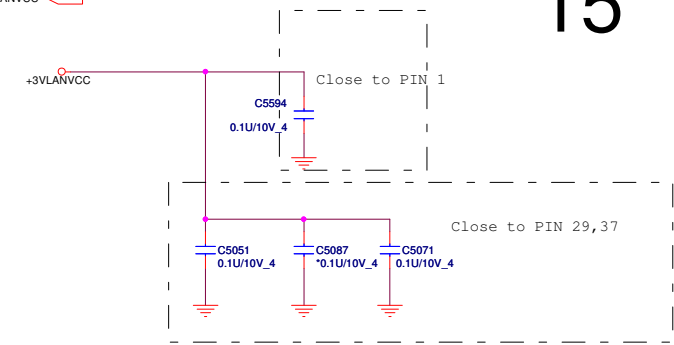 15
+3VLANVCC
Close to PIN 1
C5594
0.1U/10V_4
Close to PIN 29,37
C5051
0.1U/10V_4
C5087
*0.1U/10V_4
C5071
0.1U/10V_4